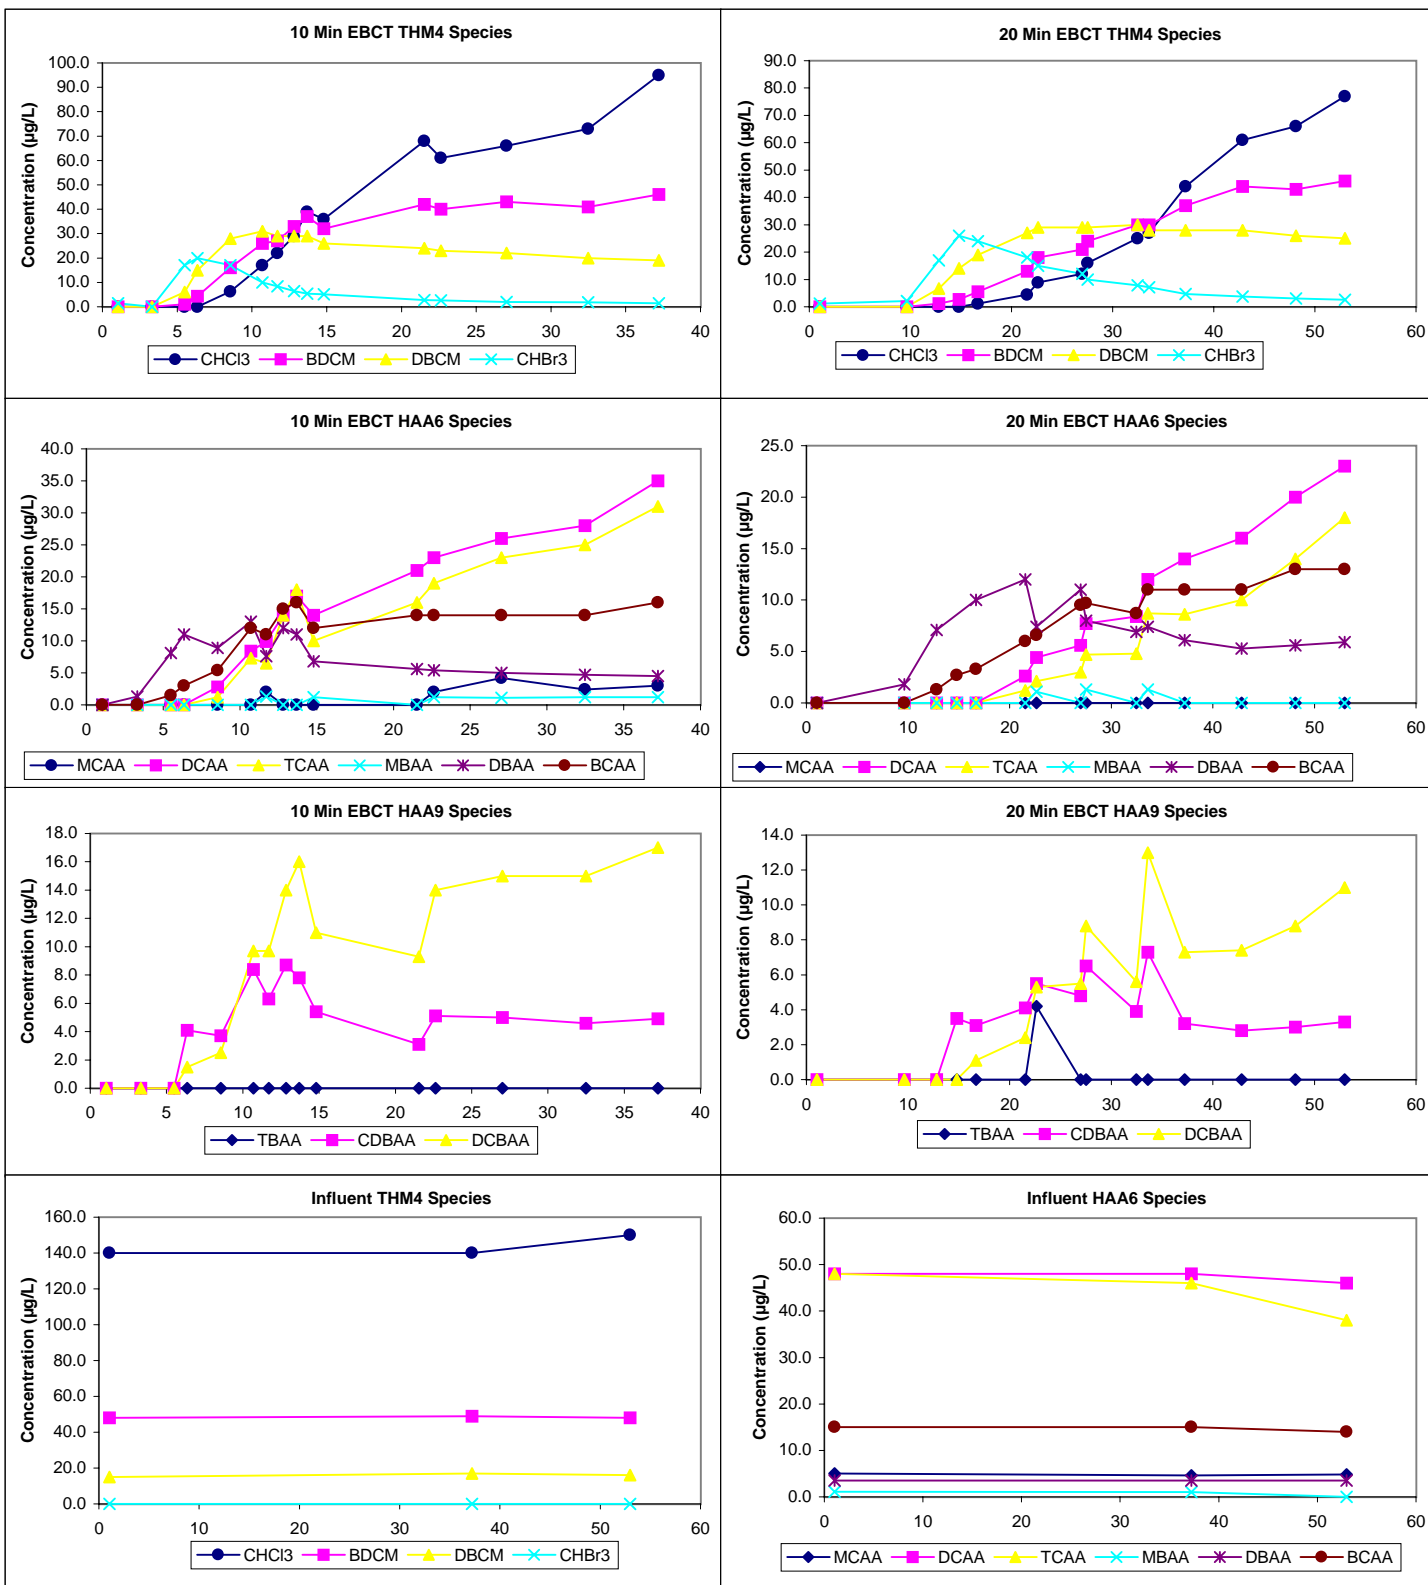 10 Min EBCT THM4 Species
Concentration (µg/L)
100.0
90.0
80.0
70.0
60.0
50.0
40.0
30.0
20.0
10.0
0.0
0 5 10 15 20 25 30 35 40
CHCl3 BDCM DBCM CHBr3
20 Min EBCT THM4 Species
Concentration (µg/L)
90.0
80.0
70.0
60.0
50.0
40.0
30.0
20.0
10.0
0.0
0 10 20 30 40 50 60
CHCl3 BDCM DBCM CHBr3
10 Min EBCT HAA6 Species
Concentration (µg/L)
40.0
35.0
30.0
25.0
20.0
15.0
10.0
5.0
0.0
0 5 10 15 20 25 30 35 40
MCAA DCAA TCAA MBAA DBAA BCAA
20 Min EBCT HAA6 Species
Concentration (µg/L)
25.0
20.0
15.0
10.0
5.0
0.0
0 10 20 30 40 50 60
MCAA DCAA TCAA MBAA DBAA BCAA
10 Min EBCT HAA9 Species
Concentration (µg/L)
18.0
16.0
14.0
12.0
10.0
8.0
6.0
4.0
2.0
0.0
0 5 10 15 20 25 30 35 40
TBAA CDBAA DCBAA
20 Min EBCT HAA9 Species
Concentration (µg/L)
14.0
12.0
10.0
8.0
6.0
4.0
2.0
0.0
0 10 20 30 40 50 60
TBAA CDBAA DCBAA
Influent THM4 Species
Concentration (µg/L)
160.0
140.0
120.0
100.0
80.0
60.0
40.0
20.0
0.0
0 10 20 30 40 50 60
CHCl3 BDCM DBCM CHBr3
Influent HAA6 Species
Concentration (µg/L)
60.0
50.0
40.0
30.0
20.0
10.0
0.0
0 10 20 30 40 50 60
MCAA DCAA TCAA MBAA DBAA BCAA